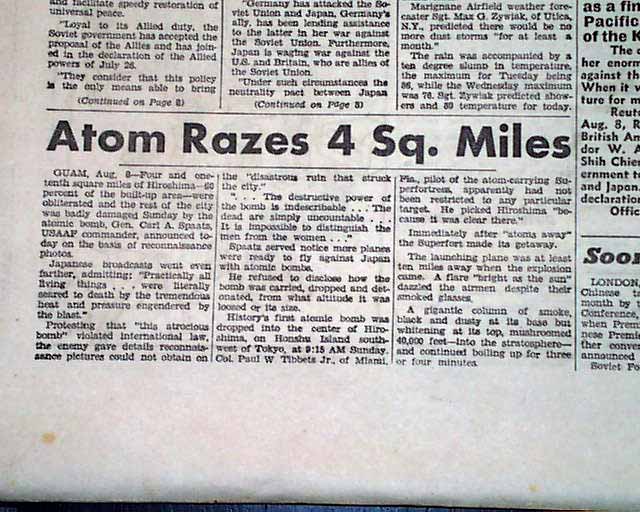 and facilitate speedy restoration of
universal peace.
"Loyal to its Allied duty, the
Soviet government has accepted the
proposal of the Allies and has join-
ed in the declaration of the Allied
powers of July 26.
"They consider that this policy
is the only means able to bring
(Continued on Page 8)
"Germany has attacked the So-
viet Union and Japan, Germany's
ally, has been lending assistance
to the latter in her war against
the Soviet Union. Furthermore,
Japan is waging war against the
U.S. and Britain, who are allies of
the Soviet Union.
"Under such circumstances the
neutrality pact between Japan
(Continued on Page 8)
Marignane Airfield weather fore-
caster Sgt. Max G. Zywiak, of Utica,
N.Y., predicted there would be no
more dust storms "for at least a
month."
The rain was accompanied by a
ten degree slump in temperature,
the maximum for Tuesday being
86, while the Wednesday maximum
was 76. Sgt. Zywiak predicted show-
ers and 80 temperature for today.
as a fin
Pacific
of the K
The
her enorm
against th
When it v
ture for m
Reut
Aug. 8, R
British Am
dor W. A
Shih Chie
ernment t
and Japan
declaration
Offic
Atom Razes 4 Sq. Miles
GUAM, Aug. 8—Four and one-
tenth square miles of Hiroshima—60
percent of the built-up area—were
obliterated and the rest of the city
was badly damaged Sunday by the
atomic bomb, Gen. Carl A. Spaatz,
USAAF commander, announced to-
day on the basis of reconnaissance
photos.
Japanese broadcasts went even
farther, admitting: "Practically all
living things . . . were literally
seared to death by the tremendous
heat and pressure engendered by
the blast."
Protesting that "this atrocious
bomb" violated international law,
the enemy gave details reconnais-
sance pictures could not obtain on
the "disastrous ruin that struck
the city."
". . . The destructive power of
the bomb is indescribable . . . The
dead are simply uncountable . . .
It is impossible to distinguish the
men from the women . . ."
Spaatz served notice more planes
were ready to fly against Japan
with atomic bombs.
He refused to disclose how the
bomb was carried, dropped and det-
onated, from what altitude it was
loosed or its size.
History's first atomic bomb was
dropped into the center of Hiro-
shima, on Honshu Island south-
west of Tokyo, at 9:15 AM Sunday.
Col. Paul W. Tibbets Jr., of Miami,
Fla., pilot of the atom-carrying Su-
perfortress, apparently had not
been restricted to any particular
target. He picked Hiroshima "be-
cause it was clear there."
Immediately after "atoms away"
the Superfort made its getaway.
The launching plane was at least
ten miles away when the explosion
came. A flare "bright as the sun"
dazzled the airmen despite their
smoked glasses.
A gigantic column of smoke,
black and dusty at its base but
whitening at its top, mushroomed
40,000 feet—into the stratosphere—
and continued boiling up for three
or four minutes.
Soon
LONDON,
Chinese
month by t
Conference,
when Presi
nese Premie
ther conver
announced
Soviet Fo